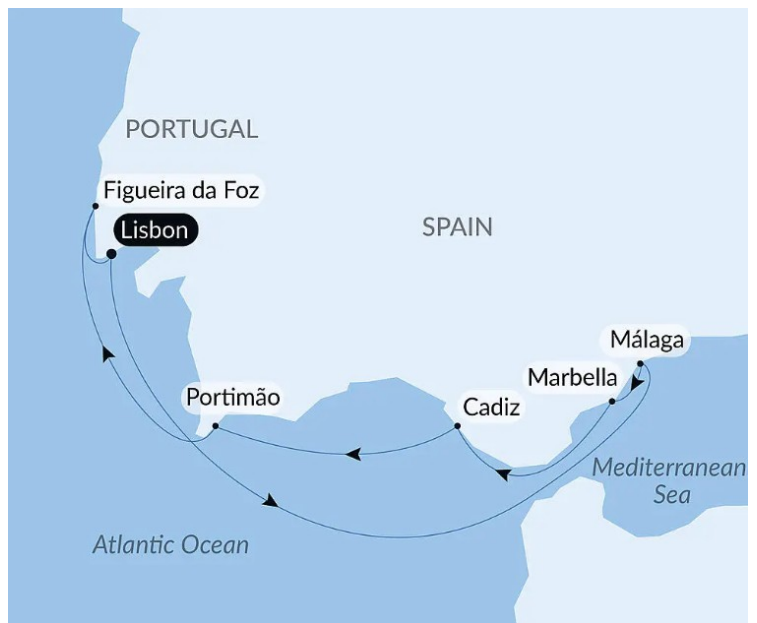 PORTUGAL
Figueira da Foz
Lisbon
SPAIN
Málaga
Marbella
Portimão
Cadiz
Mediterranean
Sea
Atlantic Ocean